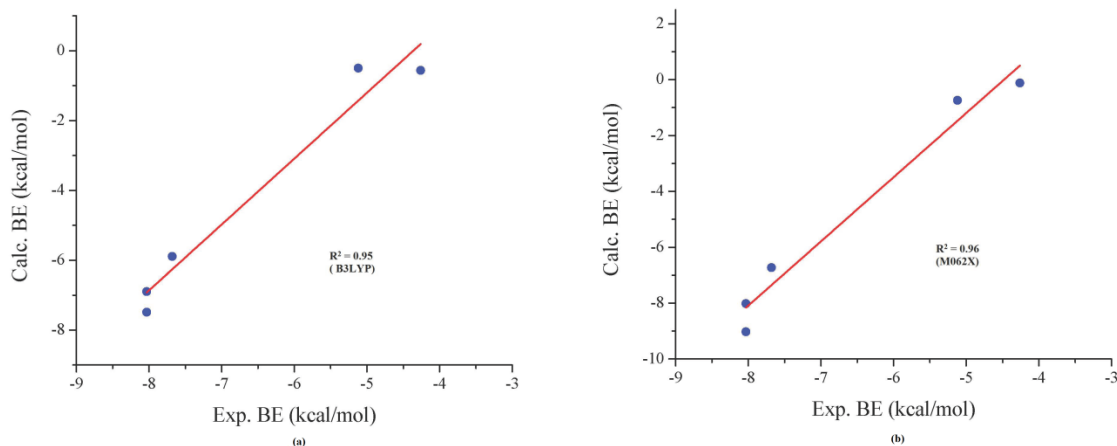 0
-2
-4
-6
-8
Calc. BE (kcal/mol)
R² = 0.95
( B3LYP)
-9 -8 -7 -6 -5 -4 -3
Exp. BE (kcal/mol)
(a)
2
0
-2
-4
-6
-8
-10
Calc. BE (kcal/mol)
R² = 0.96
(M062X)
-9 -8 -7 -6 -5 -4 -3
Exp. BE (kcal/mol)
(b)